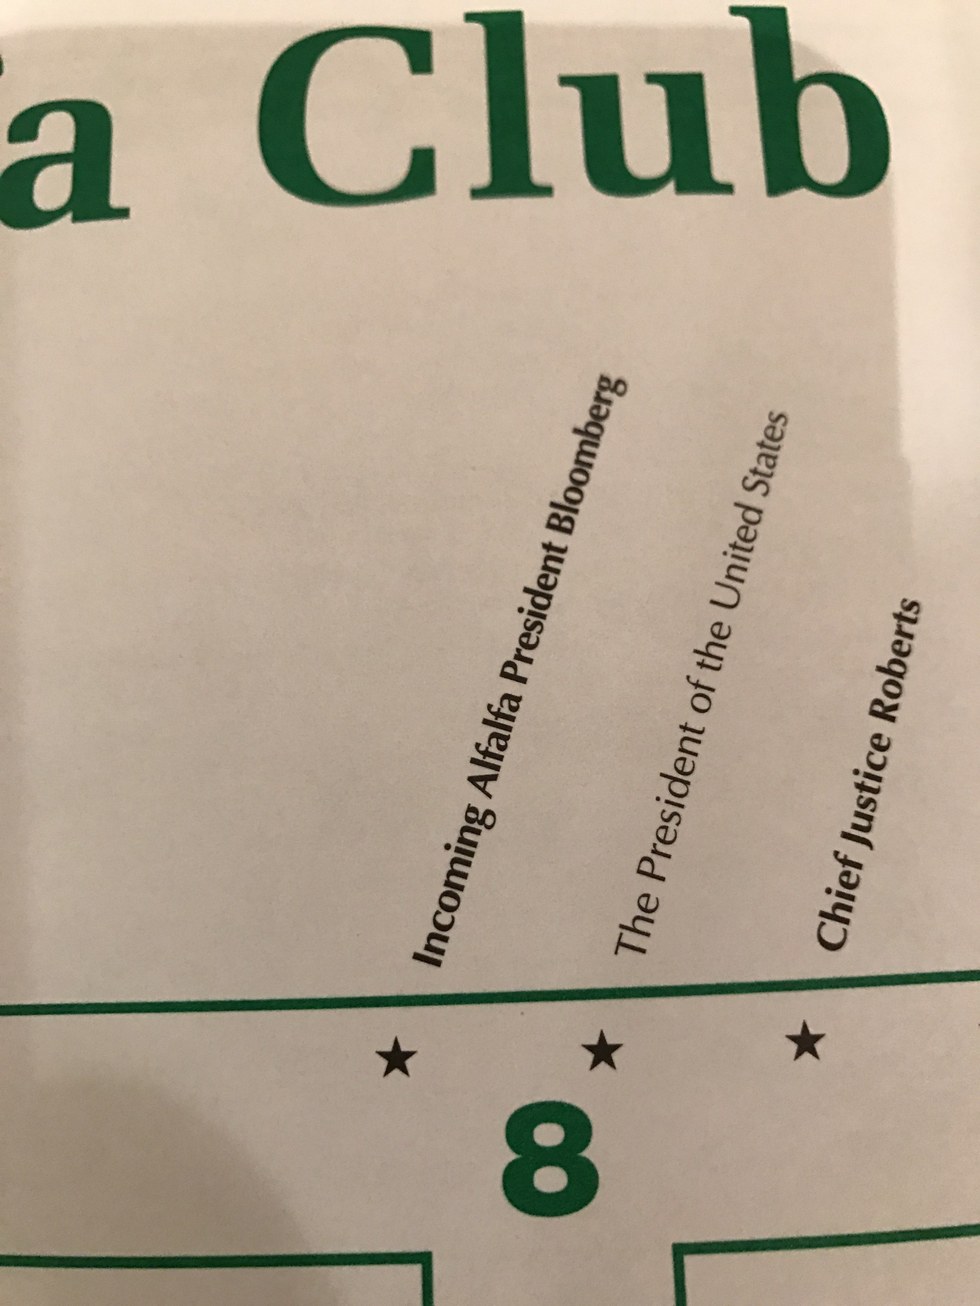 a Club
Incoming Alfalfa President Bloomberg
The President of the United States
Chief Justice Roberts
8